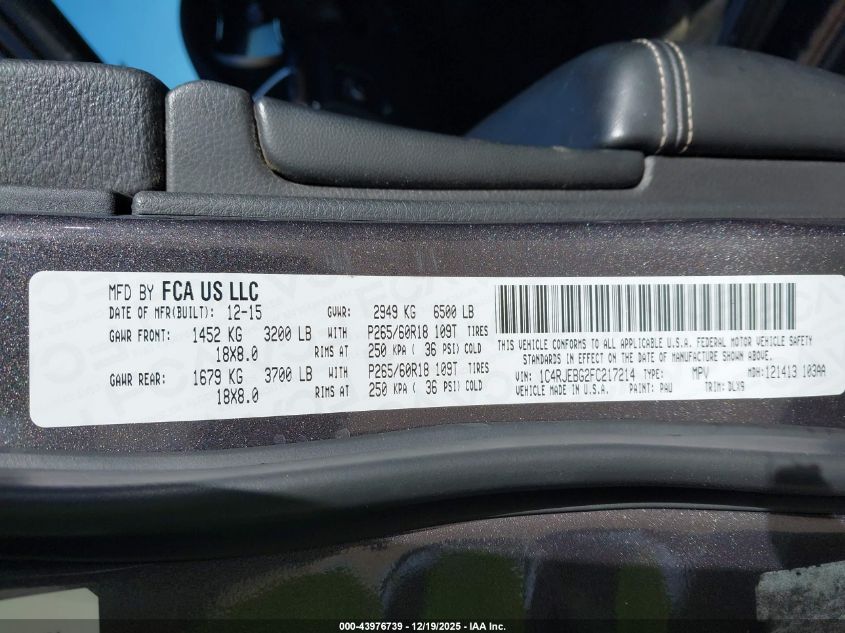 MFD BY FCA US LLC
DATE OF MFR(BUILT): 12-15 GVWR: 2949 KG 6500 LB
GAWR FRONT: 1452 KG 3200 LB WITH P265/60R18 109T TIRES
18X8.0 RIMS AT 250 KPA ( 36 PSI) COLD
GAWR REAR: 1679 KG 3700 LB WITH P265/60R18 109T TIRES
18X8.0 RIMS AT 250 KPA ( 36 PSI) COLD
THIS VEHICLE CONFORMS TO ALL APPLICABLE U.S.A. FEDERAL MOTOR VEHICLE SAFETY
STANDARDS IN EFFECT ON THE DATE OF MANUFACTURE SHOWN ABOVE.
VIN: 1C4RJEBG2FC217214 TYPE: MPV MDH: 121413 103AA
VEHICLE MADE IN U.S.A. PAINT: PAU TRIM: DLX9
000-43976739 - 12/19/2025 - IAA Inc.